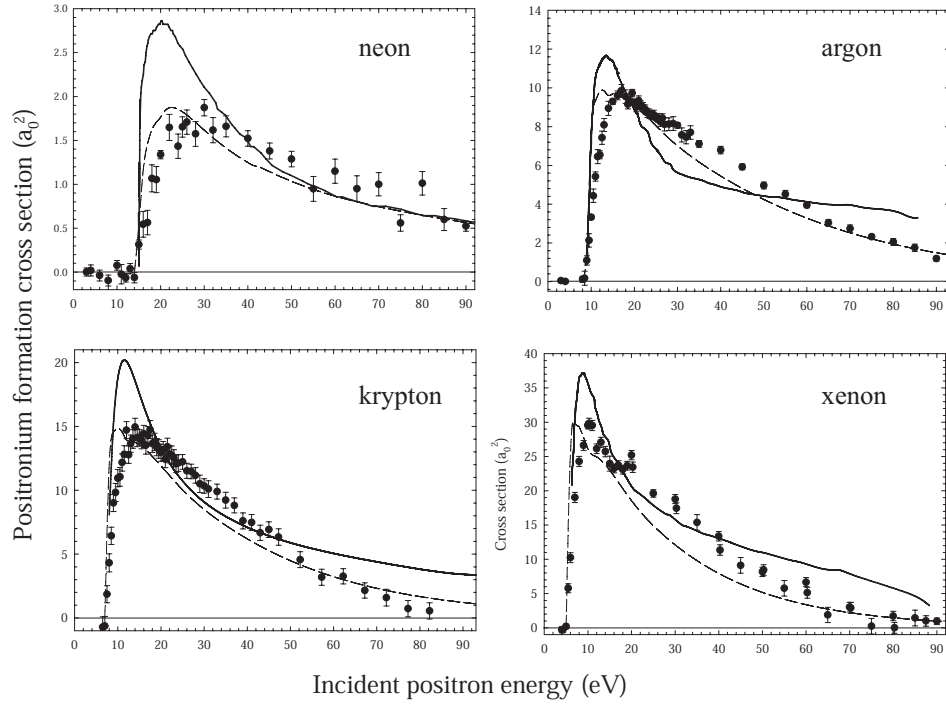 Positronium formation cross section (a₀²)
neon
3.0
2.5
2.0
1.5
1.0
0.5
0.0
0 10 20 30 40 50 60 70 80 90
argon
14
12
10
8
6
4
2
0
0 10 20 30 40 50 60 70 80 90
krypton
20
15
10
5
0
0 10 20 30 40 50 60 70 80 90
xenon
Cross section (a₀²)
40
35
30
25
20
15
10
5
0
0 10 20 30 40 50 60 70 80 90
Incident positron energy (eV)